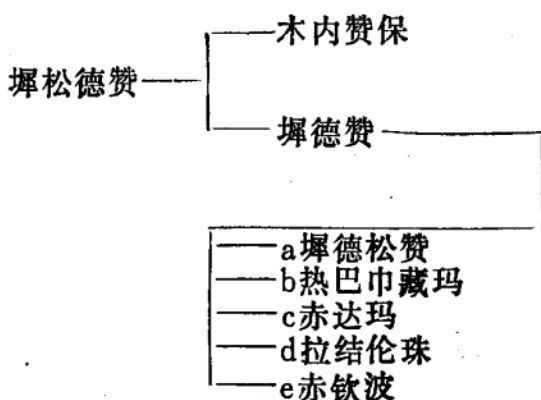 木内赞保
墀松德赞
墀德赞
a墀德松赞
b热巴巾藏玛
c赤达玛
d拉结伦珠
e赤钦波